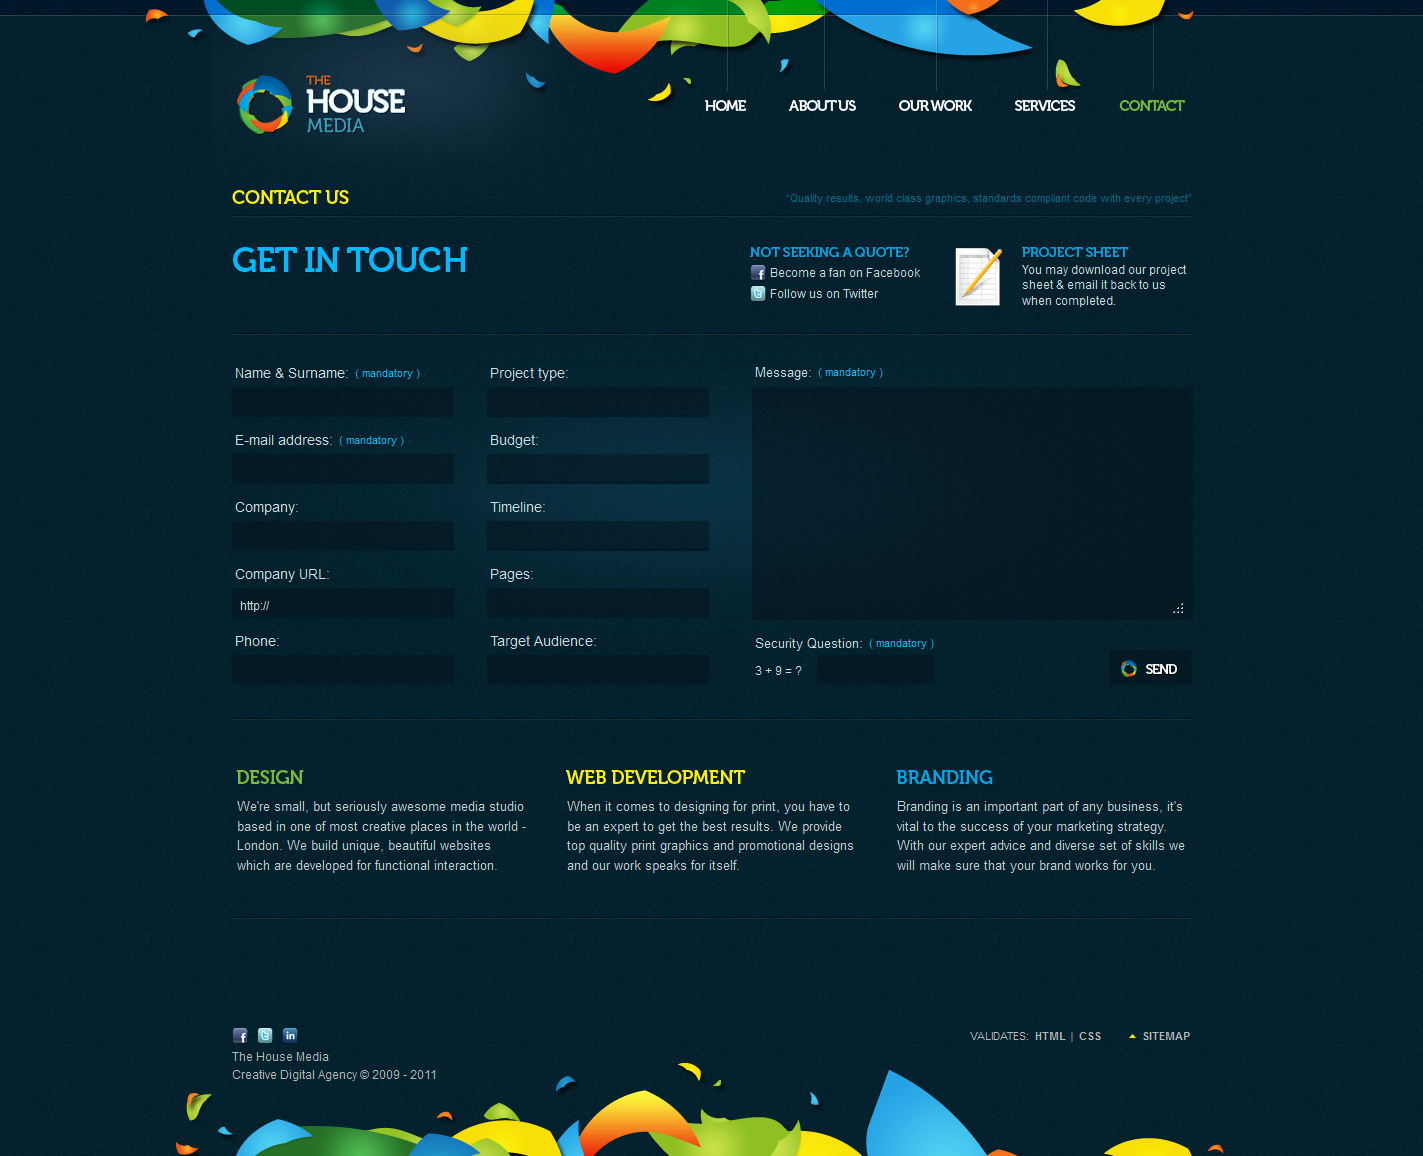 THE
HOUSE
MEDIA
HOME ABOUT US OUR WORK SERVICES CONTACT
CONTACT US
"Quality results, world class graphics, standards compliant code with every project"
GET IN TOUCH
NOT SEEKING A QUOTE?
Become a fan on Facebook
Follow us on Twitter
PROJECT SHEET
You may download our project
sheet & email it back to us
when completed.
Name & Surname: ( mandatory )
E-mail address: ( mandatory )
Company:
Company URL:
http://
Phone:
Project type:
Budget:
Timeline:
Pages:
Target Audience:
Message: ( mandatory )
Security Question: ( mandatory )
3 + 9 = ?
SEND
DESIGN
We're small, but seriously awesome media studio
based in one of most creative places in the world -
London. We build unique, beautiful websites
which are developed for functional interaction.
WEB DEVELOPMENT
When it comes to designing for print, you have to
be an expert to get the best results. We provide
top quality print graphics and promotional designs
and our work speaks for itself.
BRANDING
Branding is an important part of any business, it's
vital to the success of your marketing strategy.
With our expert advice and diverse set of skills we
will make sure that your brand works for you.
The House Media
Creative Digital Agency © 2009 - 2011
VALIDATES: HTML | CSS SITEMAP